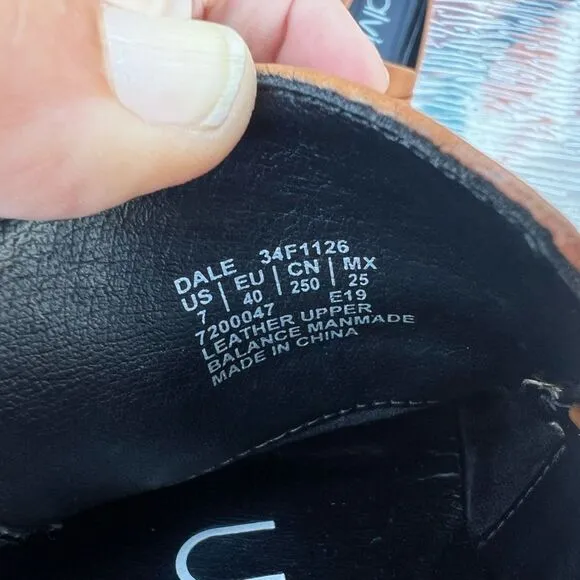 DALE 34F1126
US | EU | CN | MX
7 | 40 | 250 | 25
7200047 E19
LEATHER UPPER
BALANCE MANMADE
MADE IN CHINA